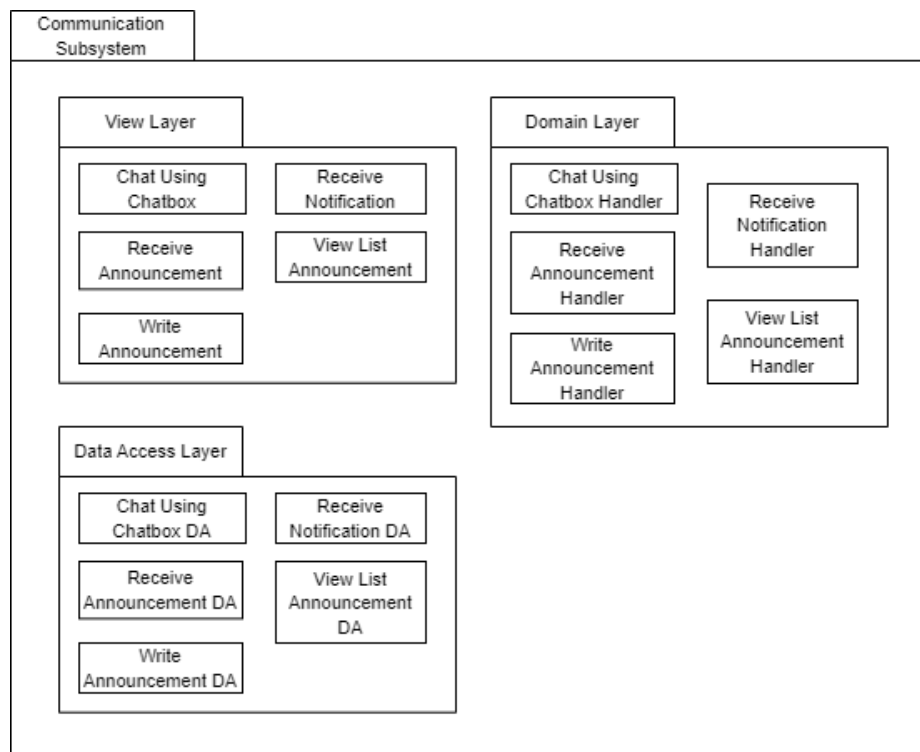 Communication
Subsystem
View Layer
Chat Using
Chatbox
Receive
Notification
Receive
Announcement
View List
Announcement
Write
Announcement
Domain Layer
Chat Using
Chatbox Handler
Receive
Notification
Handler
Receive
Announcement
Handler
View List
Announcement
Handler
Write
Announcement
Handler
Data Access Layer
Chat Using
Chatbox DA
Receive
Notification DA
Receive
Announcement DA
View List
Announcement
DA
Write
Announcement DA